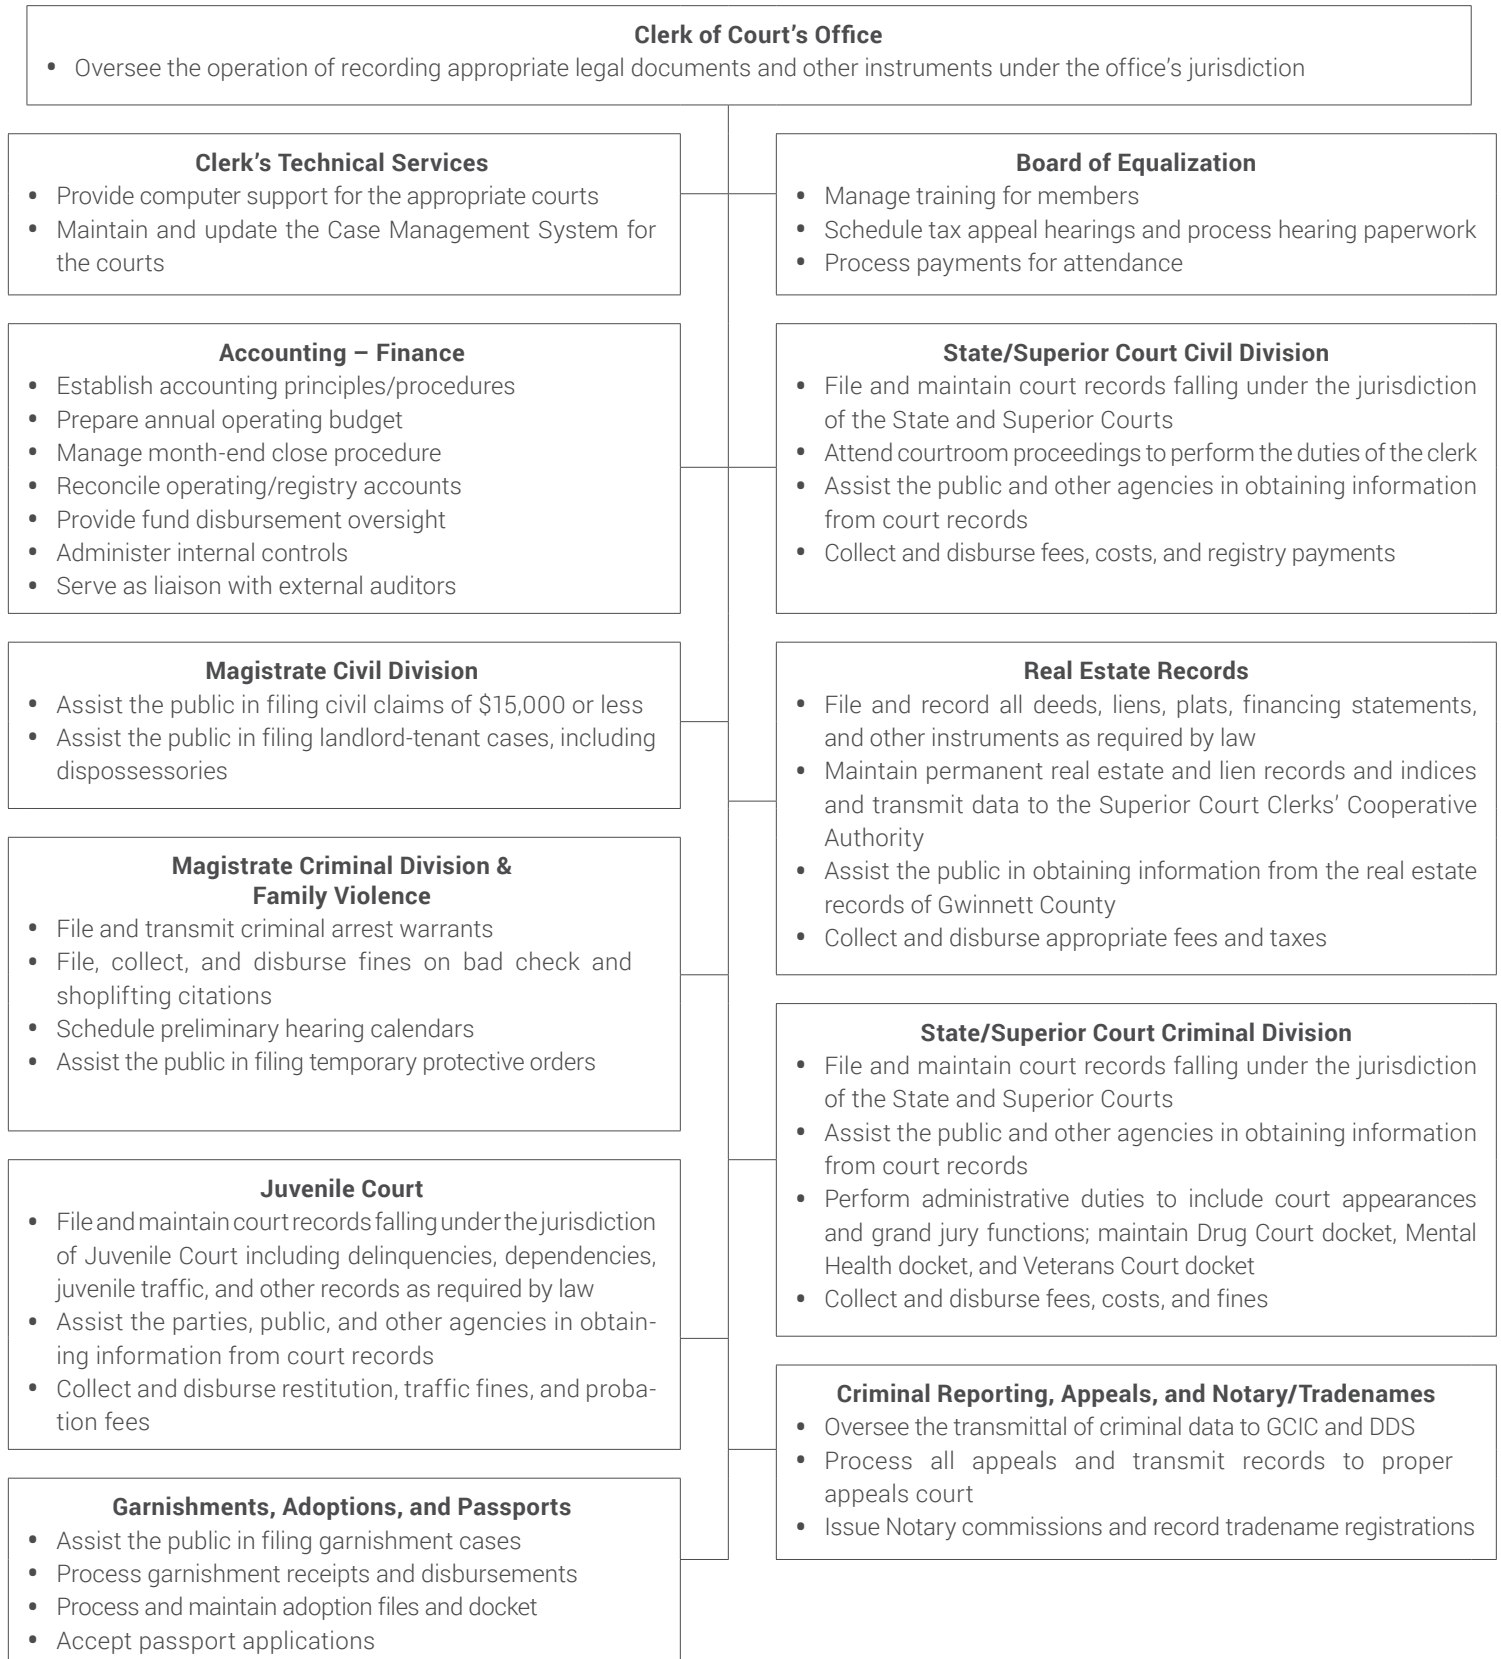 Clerk of Court’s Office
• Oversee the operation of recording appropriate legal documents and other instruments under the office’s jurisdiction
Clerk’s Technical Services
• Provide computer support for the appropriate courts
• Maintain and update the Case Management System for
the courts
Board of Equalization
• Manage training for members
• Schedule tax appeal hearings and process hearing paperwork
• Process payments for attendance
Accounting – Finance
• Establish accounting principles/procedures
• Prepare annual operating budget
• Manage month-end close procedure
• Reconcile operating/registry accounts
• Provide fund disbursement oversight
• Administer internal controls
• Serve as liaison with external auditors
State/Superior Court Civil Division
• File and maintain court records falling under the jurisdiction
of the State and Superior Courts
• Attend courtroom proceedings to perform the duties of the clerk
• Assist the public and other agencies in obtaining information
from court records
• Collect and disburse fees, costs, and registry payments
Magistrate Civil Division
• Assist the public in filing civil claims of $15,000 or less
• Assist the public in filing landlord-tenant cases, including
dispossessories
Real Estate Records
• File and record all deeds, liens, plats, financing statements,
and other instruments as required by law
• Maintain permanent real estate and lien records and indices
and transmit data to the Superior Court Clerks’ Cooperative
Authority
• Assist the public in obtaining information from the real estate
records of Gwinnett County
• Collect and disburse appropriate fees and taxes
Magistrate Criminal Division &
Family Violence
• File and transmit criminal arrest warrants
• File, collect, and disburse fines on bad check and
shoplifting citations
• Schedule preliminary hearing calendars
• Assist the public in filing temporary protective orders
State/Superior Court Criminal Division
• File and maintain court records falling under the jurisdiction
of the State and Superior Courts
• Assist the public and other agencies in obtaining information
from court records
• Perform administrative duties to include court appearances
and grand jury functions; maintain Drug Court docket, Mental
Health docket, and Veterans Court docket
• Collect and disburse fees, costs, and fines
Juvenile Court
• File and maintain court records falling under the jurisdiction
of Juvenile Court including delinquencies, dependencies,
juvenile traffic, and other records as required by law
• Assist the parties, public, and other agencies in obtain-
ing information from court records
• Collect and disburse restitution, traffic fines, and proba-
tion fees
Criminal Reporting, Appeals, and Notary/Tradenames
• Oversee the transmittal of criminal data to GCIC and DDS
• Process all appeals and transmit records to proper
appeals court
• Issue Notary commissions and record tradename registrations
Garnishments, Adoptions, and Passports
• Assist the public in filing garnishment cases
• Process garnishment receipts and disbursements
• Process and maintain adoption files and docket
• Accept passport applications